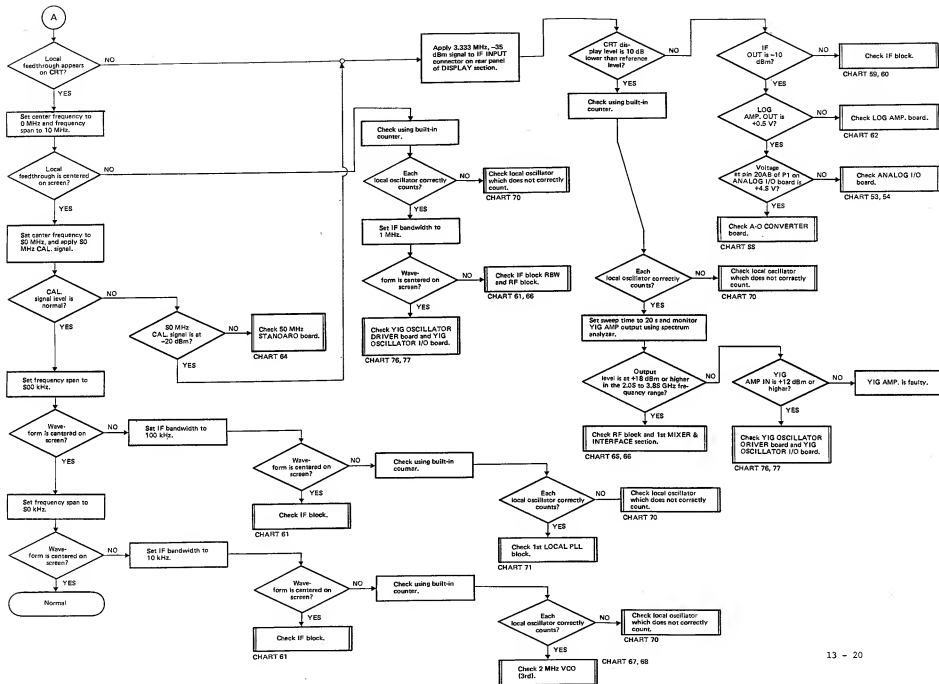 A
Local
feedthrough appears
on CRT?
NO
YES
Set center frequency to
0 MHz and frequency
span to 10 MHz.
Local
feedthrough is centered
on screen?
NO
YES
Set center frequency to
S0 MHz, and apply S0
MHz CAL. signal.
CAL.
signal level is
normal?
NO
YES
S0 MHz
CAL. signal is at
-20 dBm?
NO
YES
Check S0 MHz
STANOARO board.
CHART 64
Set frequency span to
S00 kHz.
Wave-
form is centered on
screen?
NO
YES
Set IF bandwidth to
100 kHz.
Wave-
form is centered on
screen?
NO
YES
Check IF block.
CHART 61
Check using built-in
counter.
Each
local oscillator correctly
counts?
NO
YES
Check local oscillator
which does not correctly
count.
CHART 70
Check 1st LOCAL PLL
block.
CHART 71
Set frequency span to
S0 kHz.
Wave-
form is centered on
screen?
NO
YES
Normal
Set IF bandwidth to
10 kHz.
Wave-
form is centered on
screen?
NO
YES
Check IF block.
CHART 61
Check using built-in
counter.
Each
local oscillator correctly
counts?
NO
YES
Check local oscillator
which does not correctly
count.
CHART 70
CHART 67, 68
Check 2 MHz VCO
(3rd).
Apply 3.333 MHz, -35
dBm signal to IF INPUT
connector on rear panel
of DISPLAY section.
Check using built-in
counter.
Each
local oscillator correctly
counts?
NO
YES
Check local oscillator
which does not correctly
count.
CHART 70
Set IF bandwidth to
1 MHz.
Wave-
form is centered on
screen?
NO
YES
Check IF block RBW
and RF block.
CHART 61, 66
Check YIG OSCILLATOR
DRIVER board and YIG
OSCILLATOR I/O board.
CHART 76, 77
CRT dis-
play level is 10 dB
lower than reference
level?
NO
YES
Check using built-in
counter.
Each
local oscillator correctly
counts?
NO
YES
Check local oscillator
which does not correctly
count.
CHART 70
Set sweep time to 20 s and monitor
YIG AMP output using spectrum
analyzer.
Output
level is at +18 dBm or higher
in the 2.0S to 3.8S GHz fre-
quency range?
NO
YES
Check RF block and 1st MIXER &
INTERFACE section.
CHART 6S, 66
YIG
AMP IN is +12 dBm or
higher?
NO
YES
YIG AMP. is faulty.
Check YIG OSCILLATOR
DRIVER board and YIG
OSCILLATOR I/O board.
CHART 76, 77
IF
OUT is -10
dBm?
NO
YES
Check IF block.
CHART 59, 60
LOG
AMP. OUT is
+0.5 V?
NO
YES
Check LOG AMP. board.
CHART 62
Voltage
at pin 20AB of P1 on
ANALOG I/O board is
+4.S V?
NO
YES
Check ANALOG I/O
board.
CHART 53, 54
Check A-O CONVERTER
board.
CHART SS
13 - 20